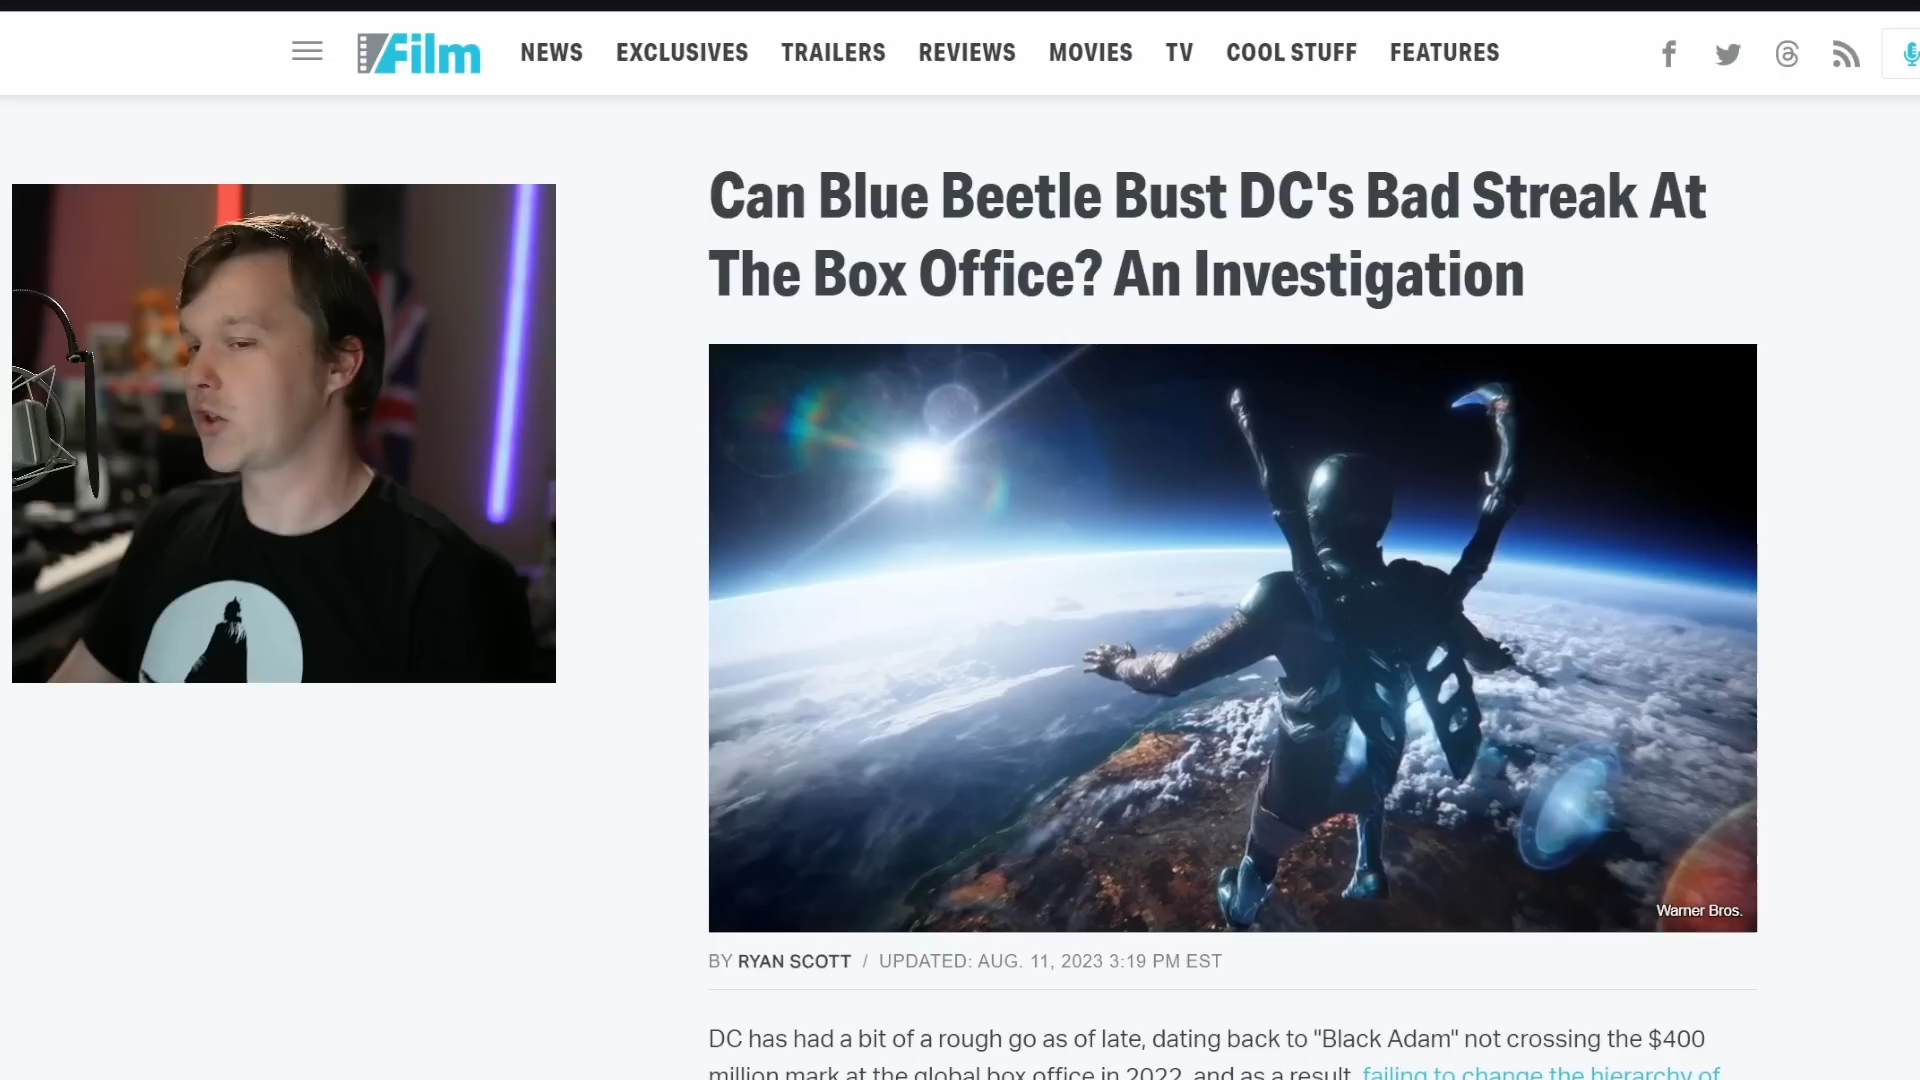 /Film NEWS EXCLUSIVES TRAILERS REVIEWS MOVIES TV COOL STUFF FEATURES
Can Blue Beetle Bust DC's Bad Streak At
The Box Office? An Investigation
Warner Bros.
BY RYAN SCOTT / UPDATED: AUG. 11, 2023 3:19 PM EST
DC has had a bit of a rough go as of late, dating back to "Black Adam" not crossing the $400
million mark at the global box office in 2022, and as a result, failing to change the hierarchy of